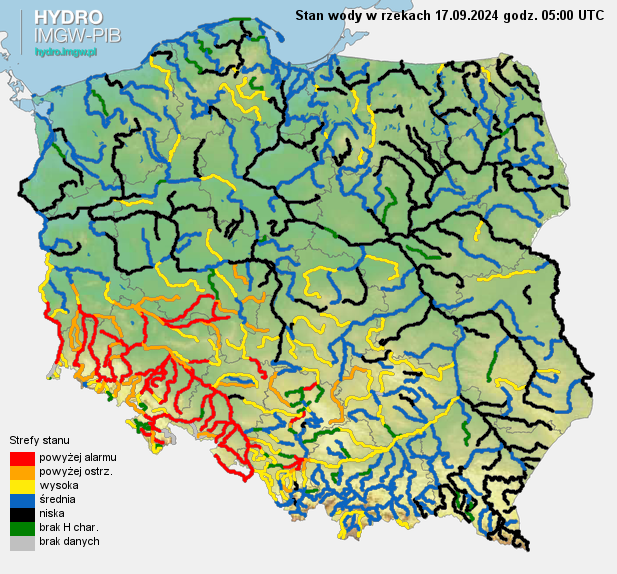 Stan wody w rzekach 17.09.2024 godz. 05:00 UTC
HYDRO
IMGW-PIB
hydro.imgw.pl
Strefy stanu
powyżej alarmu
powyżej ostrz.
wysoka
średnia
niska
brak H char.
brak danych